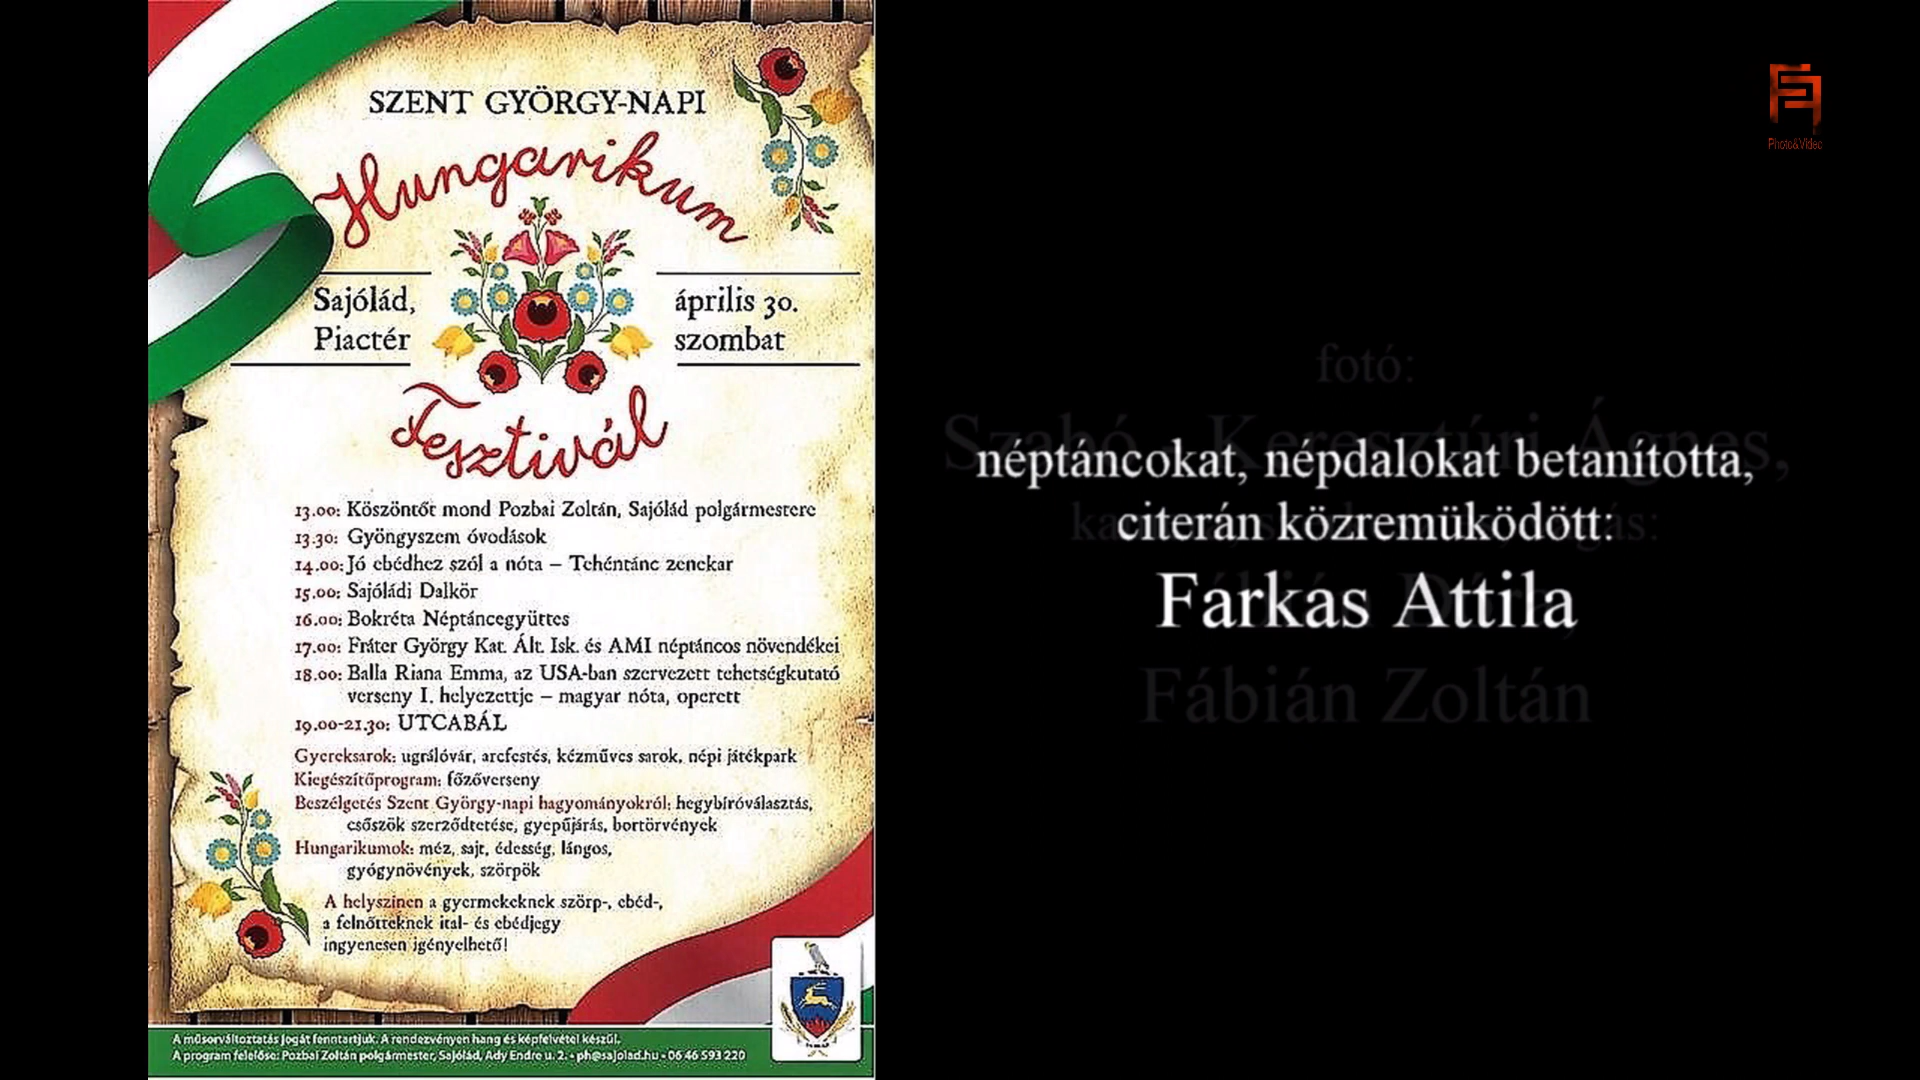 SZENT GYÖRGY-NAPI
Hungarikum
Sajólád,
Piactér
április 30.
szombat
Fesztivál
13.00: Köszöntőt mond Pozbai Zoltán, Sajólád polgármestere
13.30: Gyöngyszem óvodások
14.00: Jó ebédhez szól a nóta – Tehéntánc zenekar
15.00: Sajóládi Dalkör
16.00: Bokréta Néptáncegyüttes
17.00: Fráter György Kat. Ált. Isk. és AMI néptáncos növendékei
18.00: Balla Riana Emma, az USA-ban szervezett tehetségkutató
verseny I. helyezettje – magyar nóta, operett
19.00-21.30: UTCABÁL
Gyereksarok: ugrálóvár, arcfestés, kézműves sarok, népi játékpark
Kiegészítőprogram: főzőverseny
Beszélgetés Szent György-napi hagyományokról: hegybíróválasztás,
csőszök szerződtetése, gyepűjárás, bortörvények
Hungarikumok: méz, sajt, édesség, lángos,
gyógynövények, szörpök
A helyszínen a gyermekeknek szörp-, ebéd-,
a felnőtteknek ital- és ebédjegy
ingyenesen igényelhető!
A műsorváltoztatás jogát fenntartjuk. A rendezvényen hang és képfelvétel készül.
A program felelőse: Pozbai Zoltán polgármester, Sajólád, Ady Endre u. 2. • ph@sajolad.hu • 06 46 593 220
Photo&Video
fotó:
Szabó - Keresztúri Ágnes,
néptáncokat, népdalokat betanította,
citerán közremüködött:
Farkas Attila
Fábián Zoltán